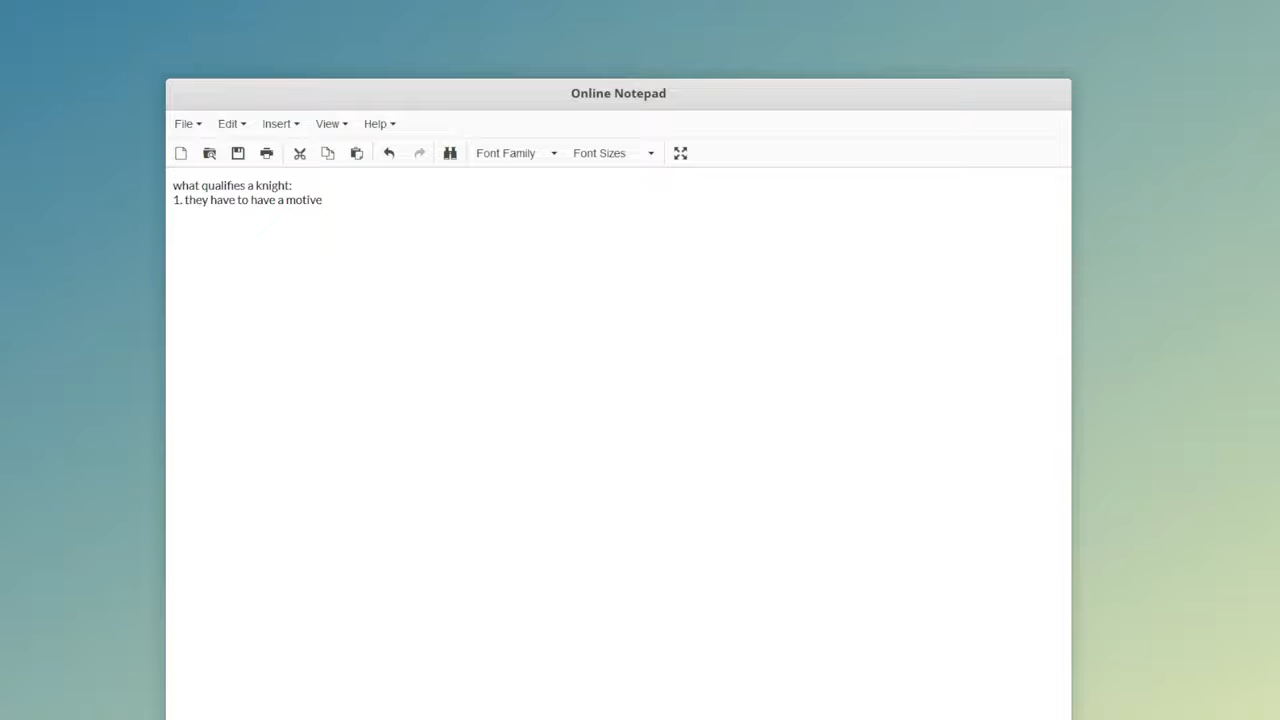 Online Notepad
File Edit Insert View Help
Font Family Font Sizes
what qualifies a knight:
1. they have to have a motive